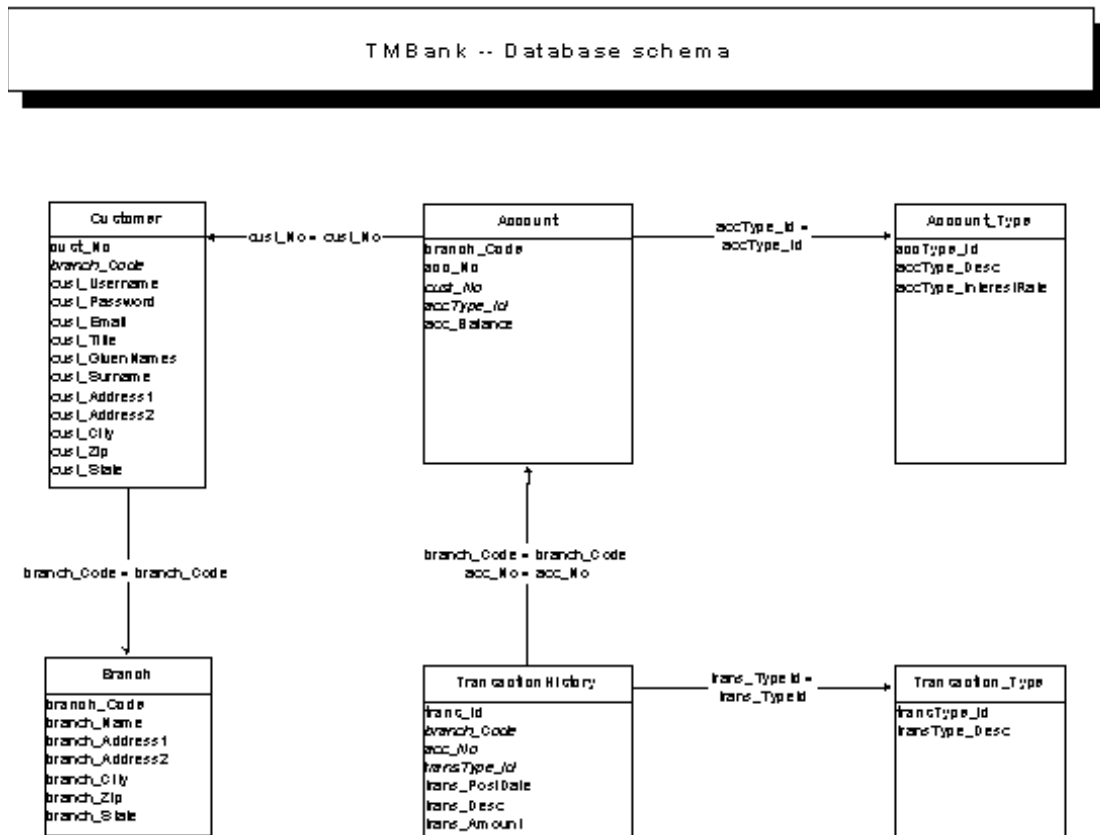 TMBank -- Database schema
Customer
cust_No
branch_Code
cust_Username
cust_Password
cust_Email
cust_Title
cust_GivenNames
cust_Surname
cust_Address1
cust_Address2
cust_City
cust_Zip
cust_State
cust_No = cust_No
Account
branch_Code
acc_No
cust_No
accType_Id
acc_Balance
accType_Id =
accType_Id
Account_Type
accType_Id
accType_Desc
accType_InterestRate
branch_Code = branch_Code
branch_Code = branch_Code
acc_No = acc_No
Branch
branch_Code
branch_Name
branch_Address1
branch_Address2
branch_City
branch_Zip
branch_State
TransactionHistory
trans_Id
branch_Code
acc_No
transType_Id
trans_PostDate
trans_Desc
trans_Amount
trans_TypeId =
trans_TypeId
Transaction_Type
transType_Id
transType_Desc